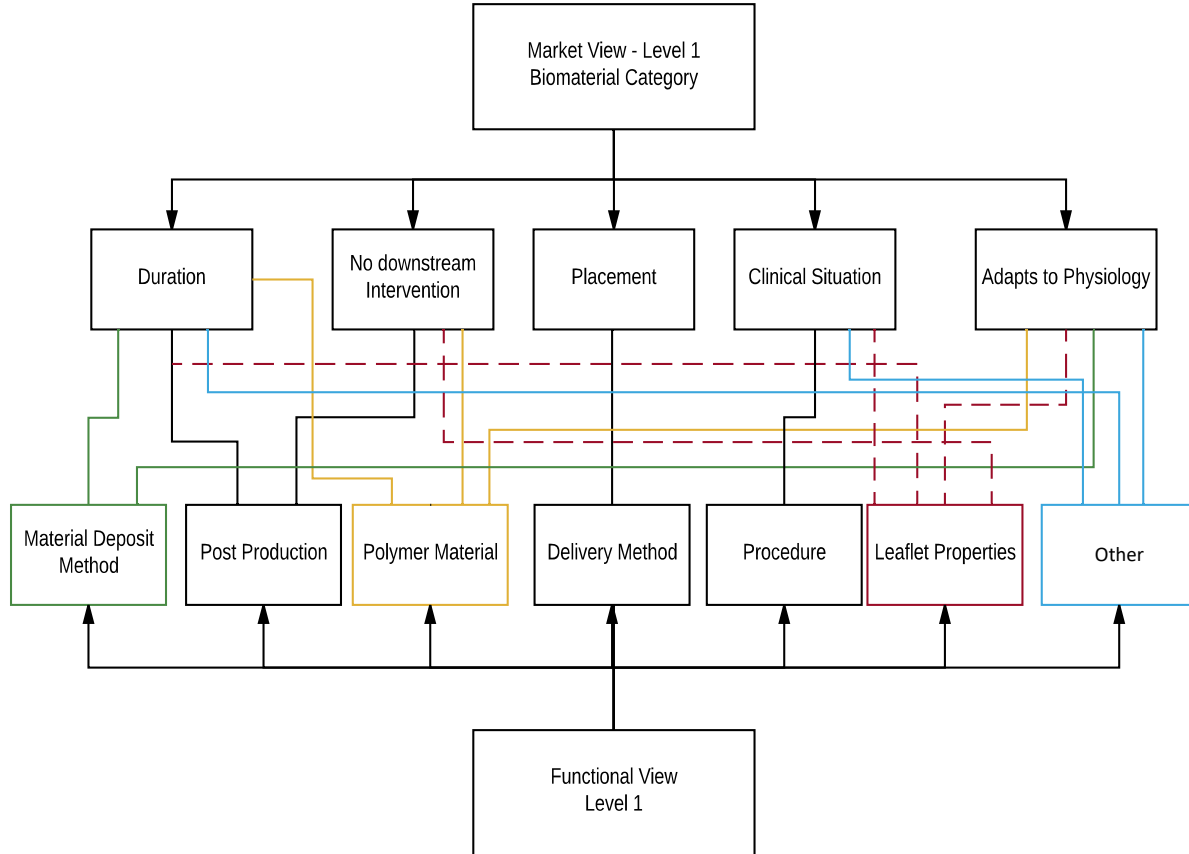 Market View - Level 1
Biomaterial Category
Duration
No downstream
Intervention
Placement
Clinical Situation
Adapts to Physiology
Material Deposit
Method
Post Production
Polymer Material
Delivery Method
Procedure
Leaflet Properties
Other
Functional View
Level 1